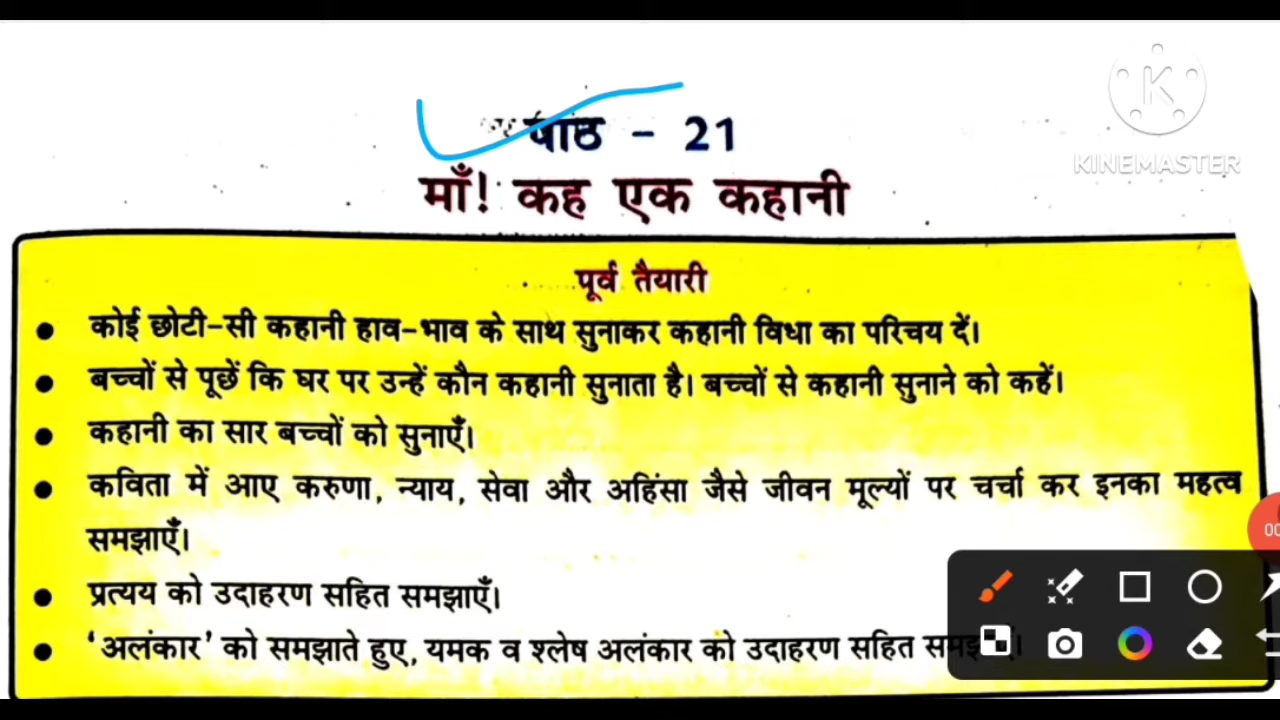 पाठ - 21
माँ! कह एक कहानी
KINEMASTER
पूर्व तैयारी
• कोई छोटी-सी कहानी हाव-भाव के साथ सुनाकर कहानी विधा का परिचय दें।
• बच्चों से पूछें कि घर पर उन्हें कौन कहानी सुनाता है। बच्चों से कहानी सुनाने को कहें।
• कहानी का सार बच्चों को सुनाएँ।
• कविता में आए करुणा, न्याय, सेवा और अहिंसा जैसे जीवन मूल्यों पर चर्चा कर इनका महत्व
समझाएँ।
• प्रत्यय को उदाहरण सहित समझाएँ।
• 'अलंकार' को समझाते हुए, यमक व श्लेष अलंकार को उदाहरण सहित
00